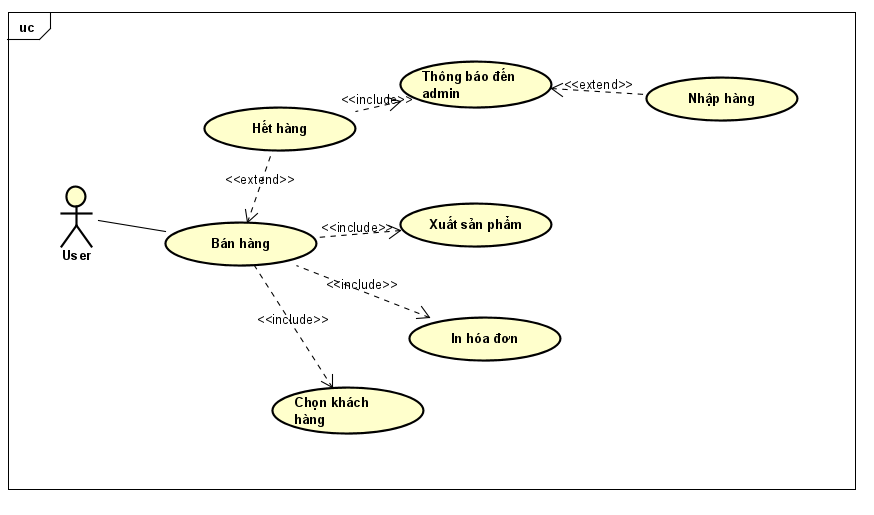 uc
Thông báo đến
admin
<<extend>>
Nhập hàng
<<include>>
Hết hàng
<<extend>>
User
Bán hàng
<<include>>
Xuất sản phẩm
<<include>>
In hóa đơn
<<include>>
Chọn khách
hàng